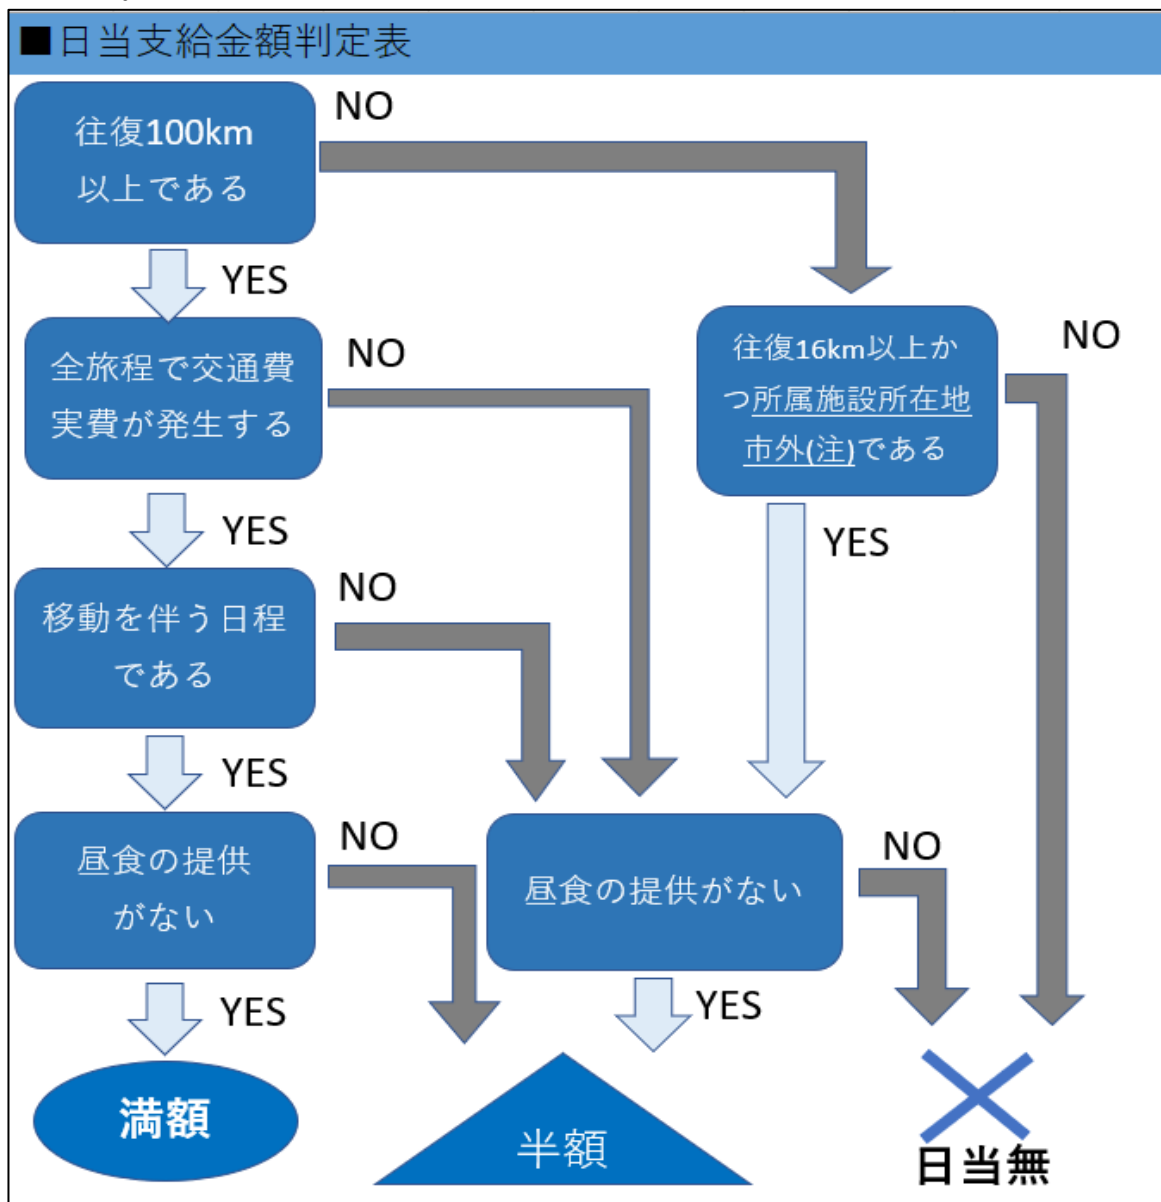 ■日当支給金額判定表
往復100km
以上である
NO
YES
全旅程で交通費
実費が発生する
NO
往復16km以上か
つ所属施設所在地
市外(注)である
NO
YES
YES
移動を伴う日程
である
NO
YES
昼食の提供
がない
NO
昼食の提供がない
NO
YES
YES
満額
半額
日当無